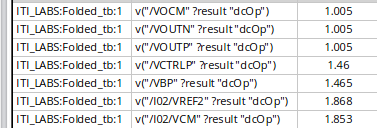 ITI_LABS:Folded_tb:1 v("/VOCM" ?result "dcOp") 1.005
ITI_LABS:Folded_tb:1 v("/VOUTN" ?result "dcOp") 1.005
ITI_LABS:Folded_tb:1 v("/VOUTP" ?result "dcOp") 1.005
ITI_LABS:Folded_tb:1 v("/VCTRLP" ?result "dcOp") 1.46
ITI_LABS:Folded_tb:1 v("/VBP" ?result "dcOp") 1.465
ITI_LABS:Folded_tb:1 v("/I02/VREF2" ?result "dcOp") 1.868
ITI_LABS:Folded_tb:1 v("/I02/VCM" ?result "dcOp") 1.853